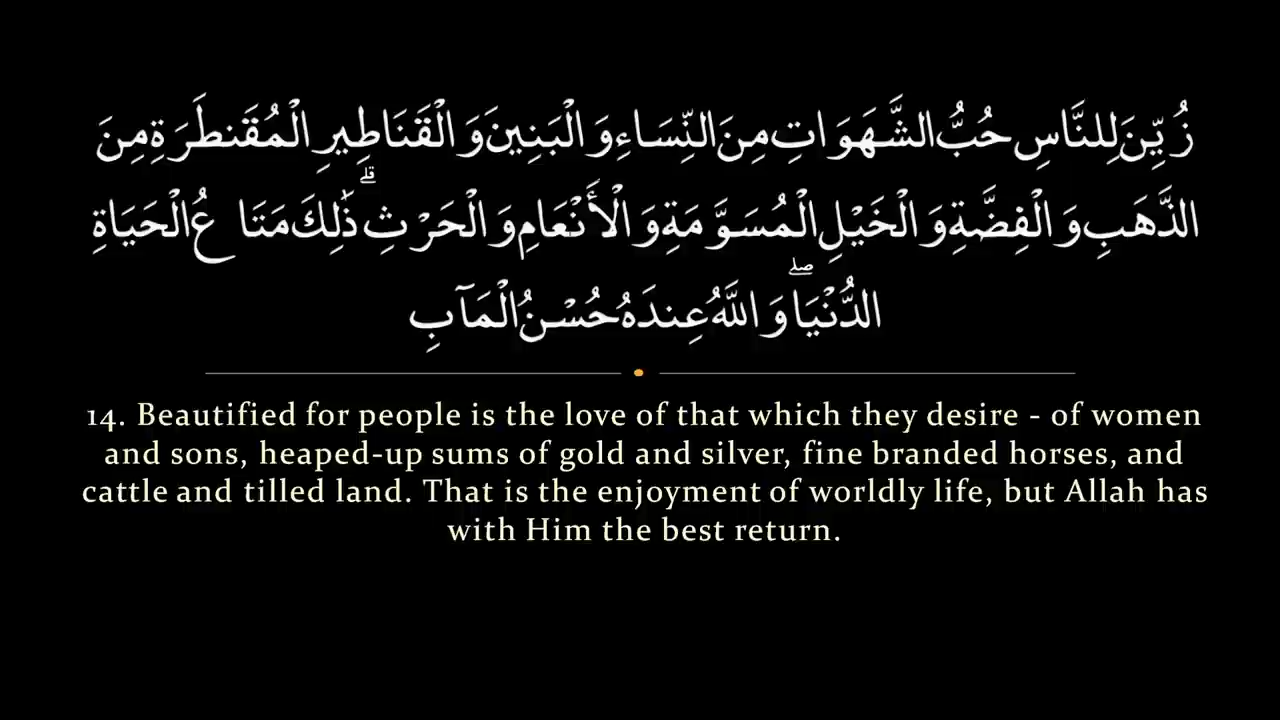 زُيِّنَ لِلنَّاسِ حُبُّ الشَّهَوَاتِ مِنَ النِّسَاءِ وَالْبَنِينَ وَالْقَنَاطِيرِ الْمُقَنطَرَةِ مِنَ
الذَّهَبِ وَالْفِضَّةِ وَالْخَيْلِ الْمُسَوَّمَةِ وَالْأَنْعَامِ وَالْحَرْثِ ۗ ذَٰلِكَ مَتَاعُ الْحَيَاةِ
الدُّنْيَا ۖ وَاللَّهُ عِندَهُ حُسْنُ الْمَآبِ
14. Beautified for people is the love of that which they desire - of women
and sons, heaped-up sums of gold and silver, fine branded horses, and
cattle and tilled land. That is the enjoyment of worldly life, but Allah has
with Him the best return.